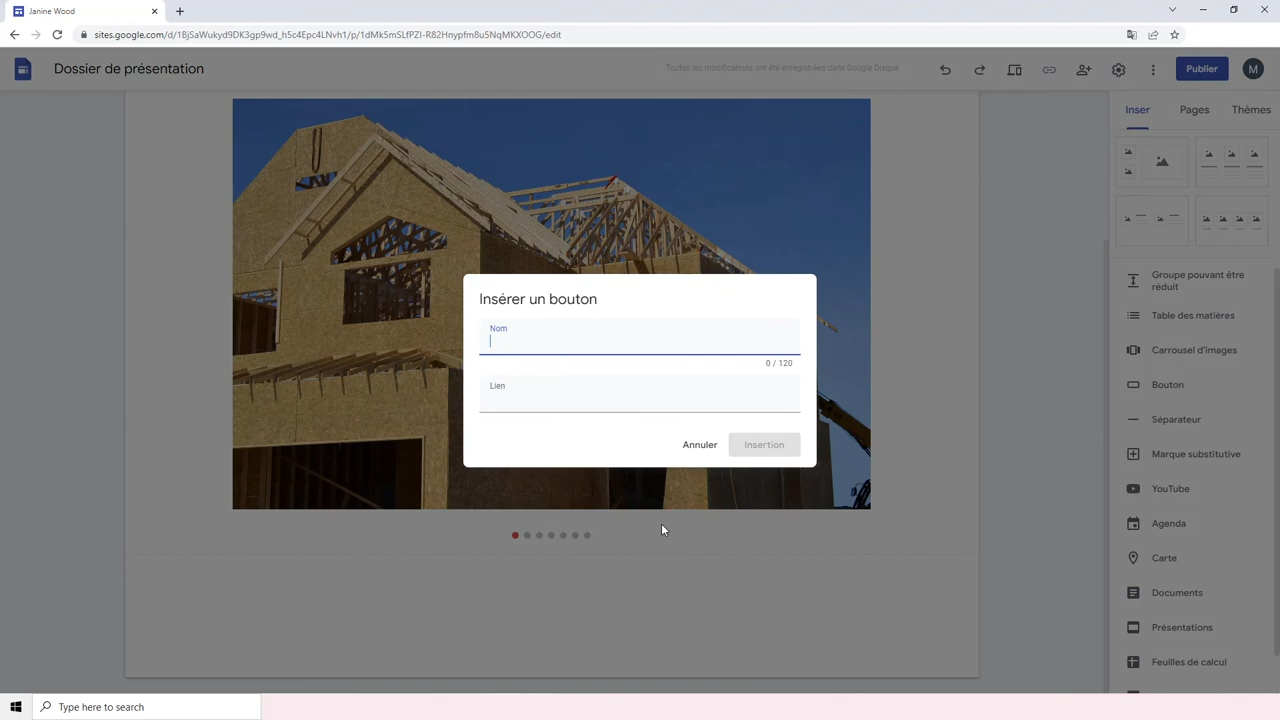 Janine Wood
sites.google.com/d/1BjSaWukyd9DK3gp9wd_h5c4Epc4LNvh1/p/1dMk5mSLfPZI-R82Hnypfm8u5NqMKXOOG/edit
Dossier de présentation
Toutes les modifications ont été enregistrées dans Google Disque
Publier
M
Inser
Pages
Thèmes
Insérer un bouton
Nom
0 / 120
Lien
Annuler
Insertion
Groupe pouvant être
réduit
Table des matières
Carrousel d'images
Bouton
Séparateur
Marque substitutive
YouTube
Agenda
Carte
Documents
Présentations
Feuilles de calcul
Type here to search